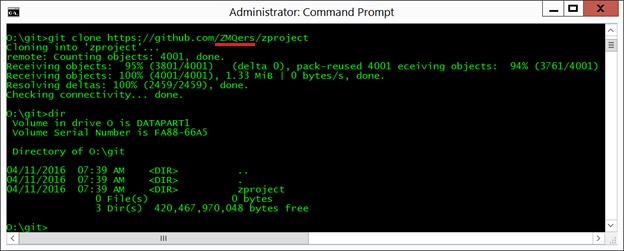 Administrator: Command Prompt
O:\git>git clone https://github.com/ZMQers/zproject
Cloning into 'zproject'...
remote: Counting objects: 4001, done.
Receiving objects:  95% (3801/4001)   (delta 0), pack-reused 4001 eceiving objects:  94% (3761/4001)
Receiving objects: 100% (4001/4001), 1.33 MiB | 0 bytes/s, done.
Resolving deltas: 100% (2459/2459), done.
Checking connectivity... done.
O:\git>dir
Volume in drive O is DATAPART1
Volume Serial Number is FA88-66A5
Directory of O:\git
04/11/2016  07:39 AM    <DIR>          ..
04/11/2016  07:39 AM    <DIR>          .
04/11/2016  07:39 AM    <DIR>          zproject
0 File(s)              0 bytes
3 Dir(s)  420,467,970,048 bytes free
O:\git>